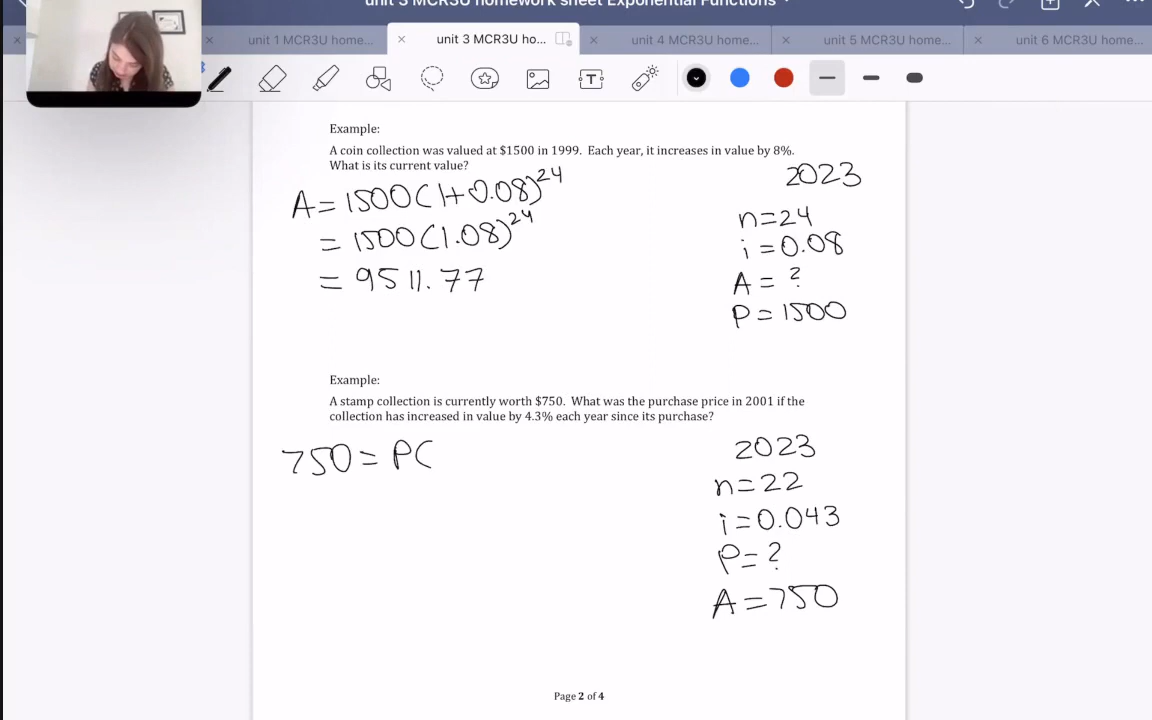 unit 3 MCR3U homework sheet Exponential Functions
unit 1 MCR3U home...
unit 3 MCR3U ho...
unit 4 MCR3U home...
unit 5 MCR3U home...
unit 6 MCR3U home...
T
Example:
A coin collection was valued at $1500 in 1999. Each year, it increases in value by 8%.
What is its current value?
2023
A = 1500(1+0.08)^24
= 1500(1.08)^24
= 9511.77
n=24
i=0.08
A = ?
P = 1500
Example:
A stamp collection is currently worth $750. What was the purchase price in 2001 if the
collection has increased in value by 4.3% each year since its purchase?
750 = P(
2023
n=22
i=0.043
P=?
A=750
Page 2 of 4